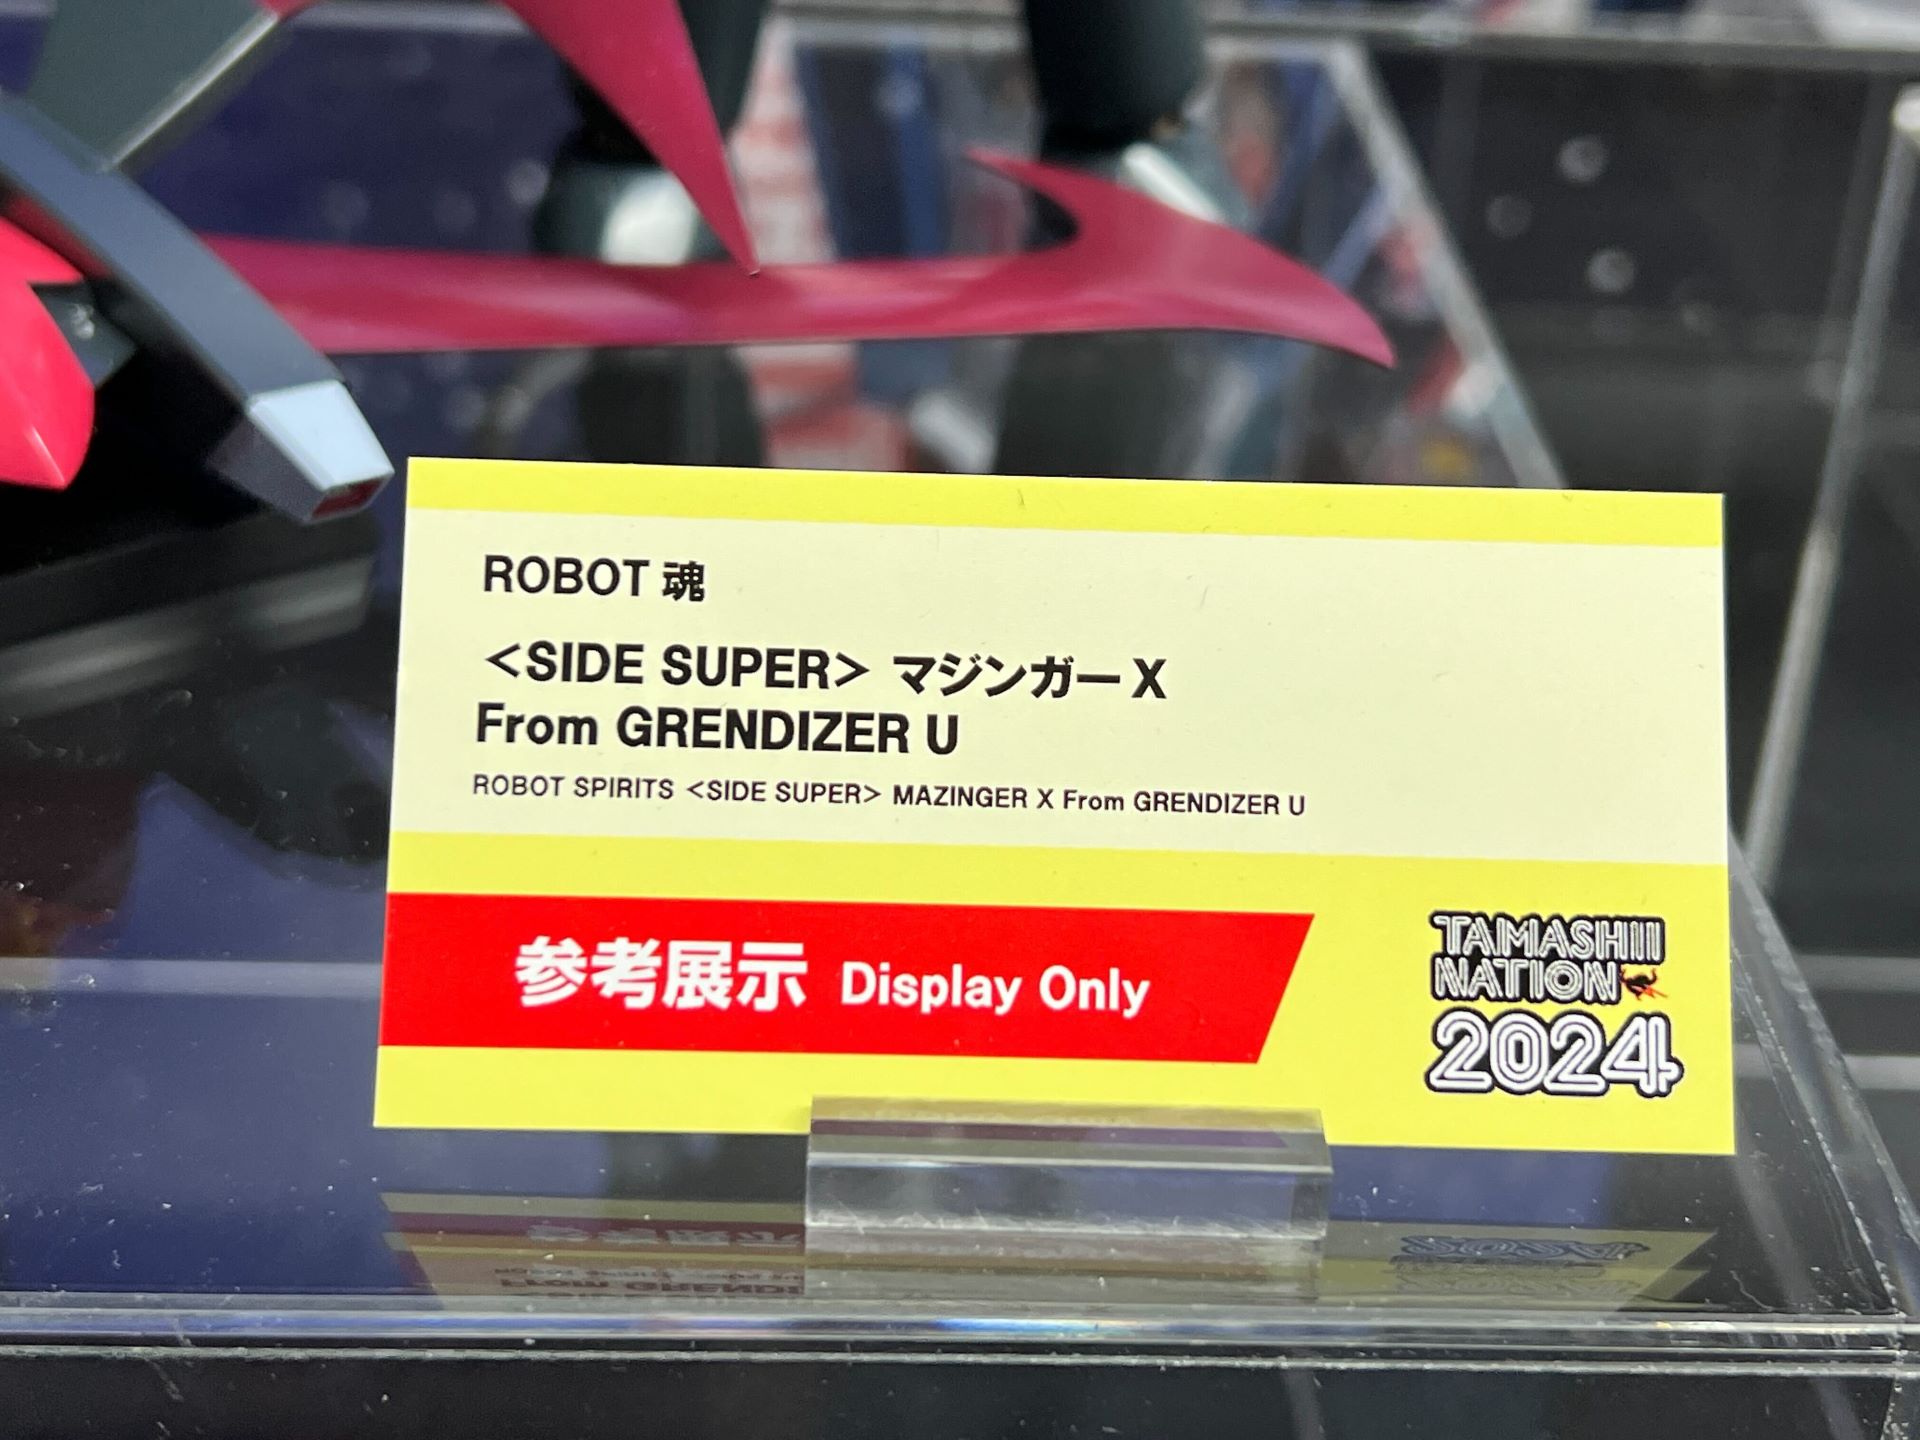 ROBOT 魂
＜SIDE SUPER＞ マジンガーX
From GRENDIZER U
ROBOT SPIRITS ＜SIDE SUPER＞ MAZINGER X From GRENDIZER U
参考展示 Display Only
TAMASHII
NATION
2024